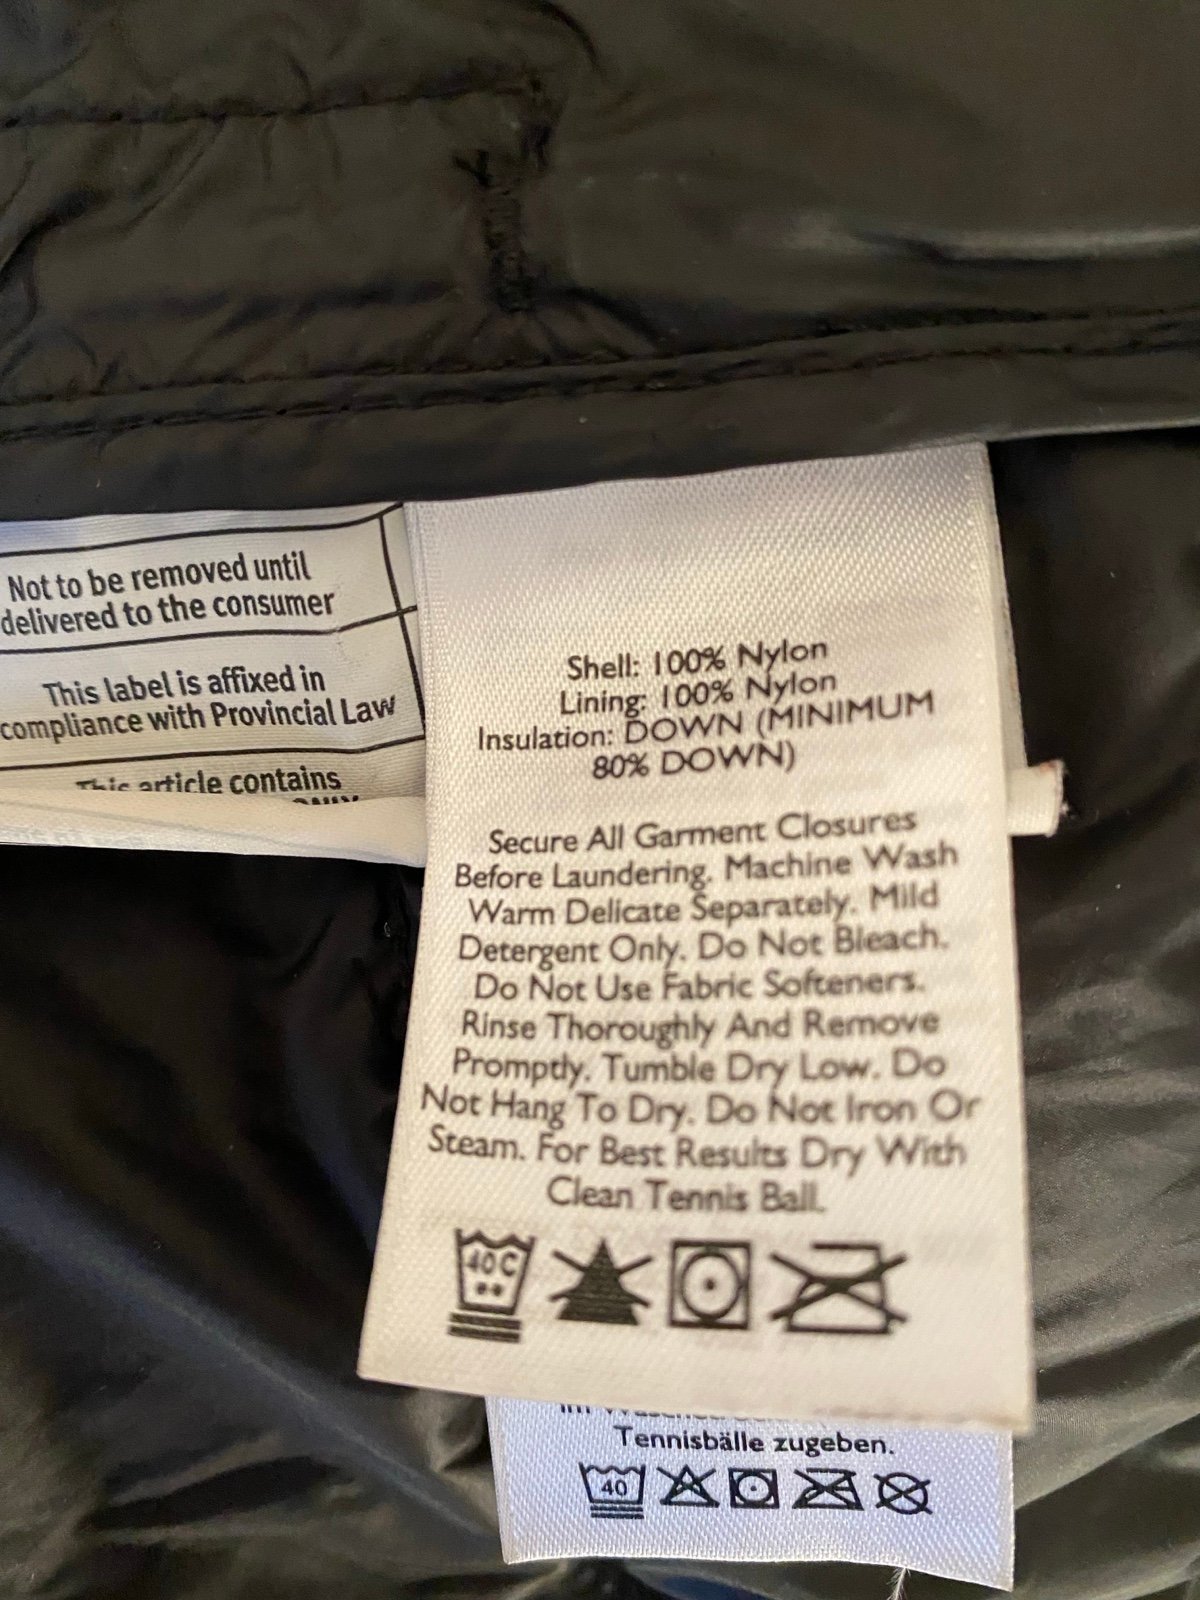 Not to be removed until
delivered to the consumer
This label is affixed in
compliance with Provincial Law
This article contains
Shell: 100% Nylon
Lining: 100% Nylon
Insulation: DOWN (MINIMUM
80% DOWN)
Secure All Garment Closures
Before Laundering. Machine Wash
Warm Delicate Separately. Mild
Detergent Only. Do Not Bleach.
Do Not Use Fabric Softeners.
Rinse Thoroughly And Remove
Promptly. Tumble Dry Low. Do
Not Hang To Dry. Do Not Iron Or
Steam. For Best Results Dry With
Clean Tennis Ball.
40C
Tennisbälle zugeben.
40